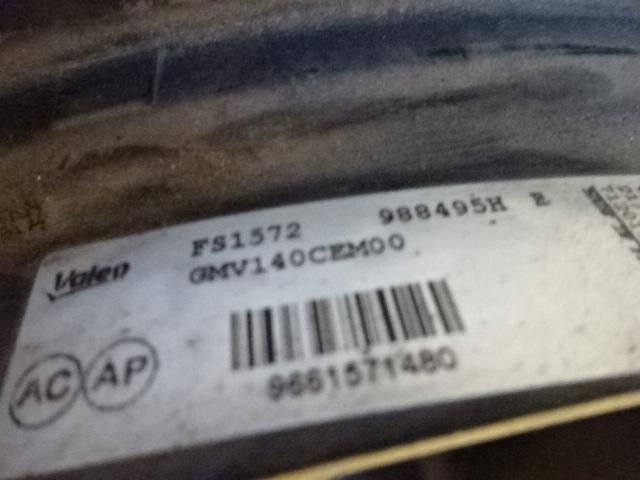 Valeo
FS1572 988495H E
GMV140CEM00
9661571480
AC AP